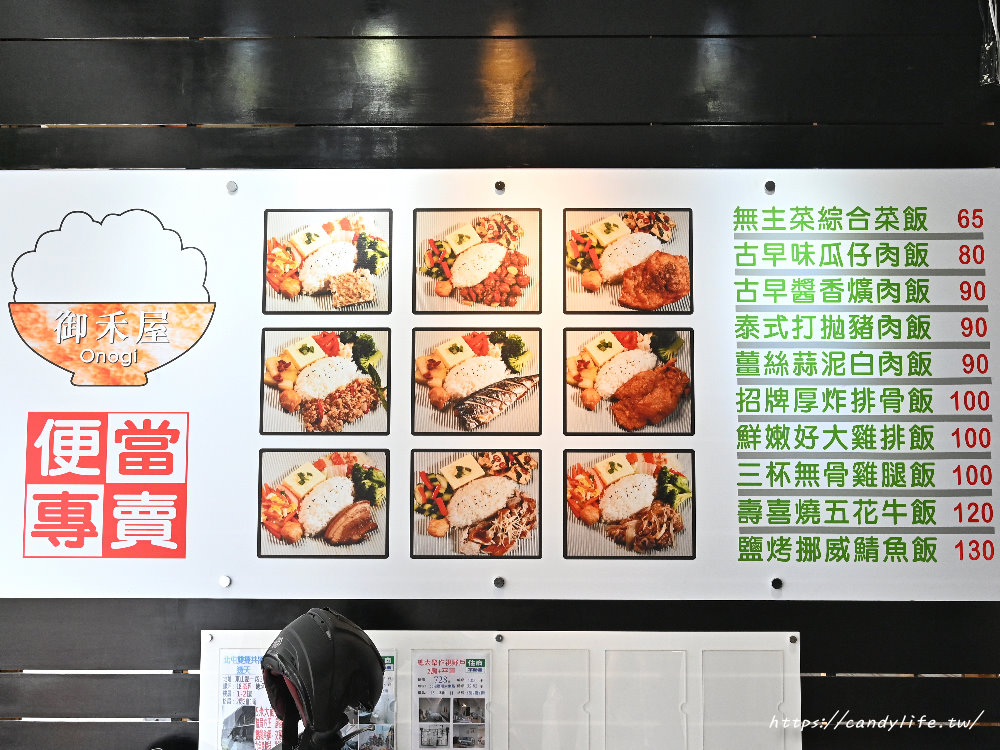 御禾屋
Onogi
便當
專賣
無主菜綜合菜飯 65
古早味瓜仔肉飯 80
古早醬香爌肉飯 90
泰式打拋豬肉飯 90
薑絲蒜泥白肉飯 90
招牌厚炸排骨飯 100
鮮嫩好大雞排飯 100
三杯無骨雞腿飯 100
壽喜燒五花牛飯 120
鹽烤挪威鯖魚飯 130
住商
728
https://candylife.tw/